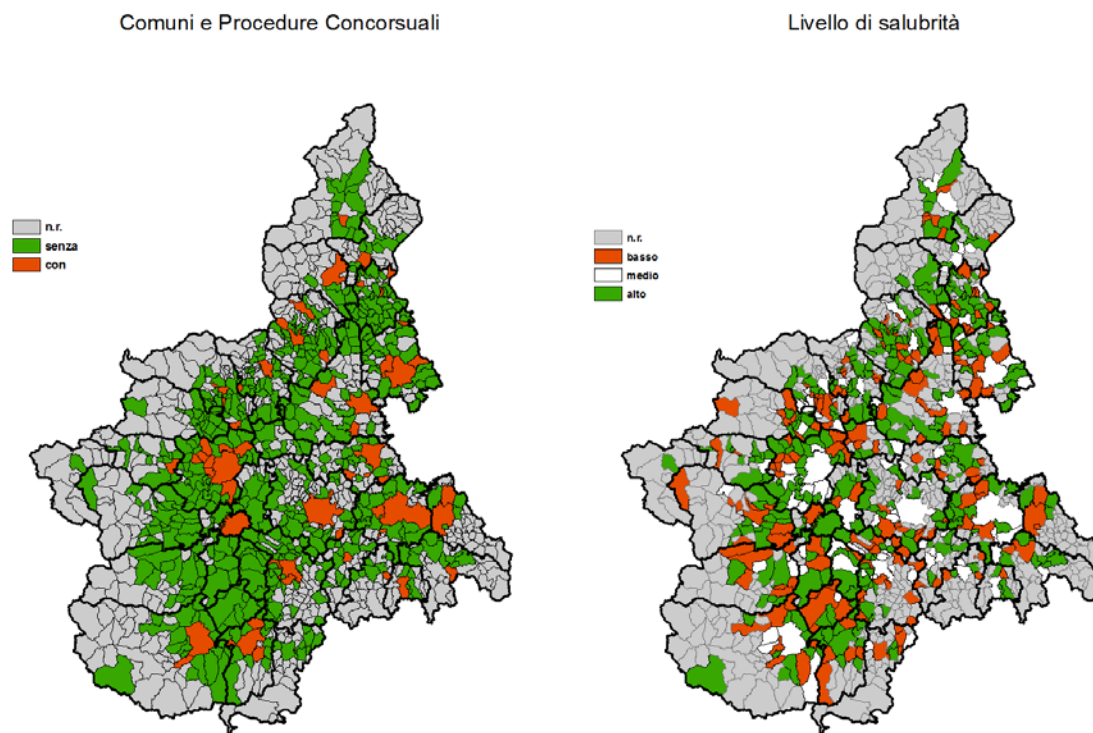 Comuni e Procedure Concorsuali
Livello di salubrità
n.r.
senza
con
n.r.
basso
medio
alto